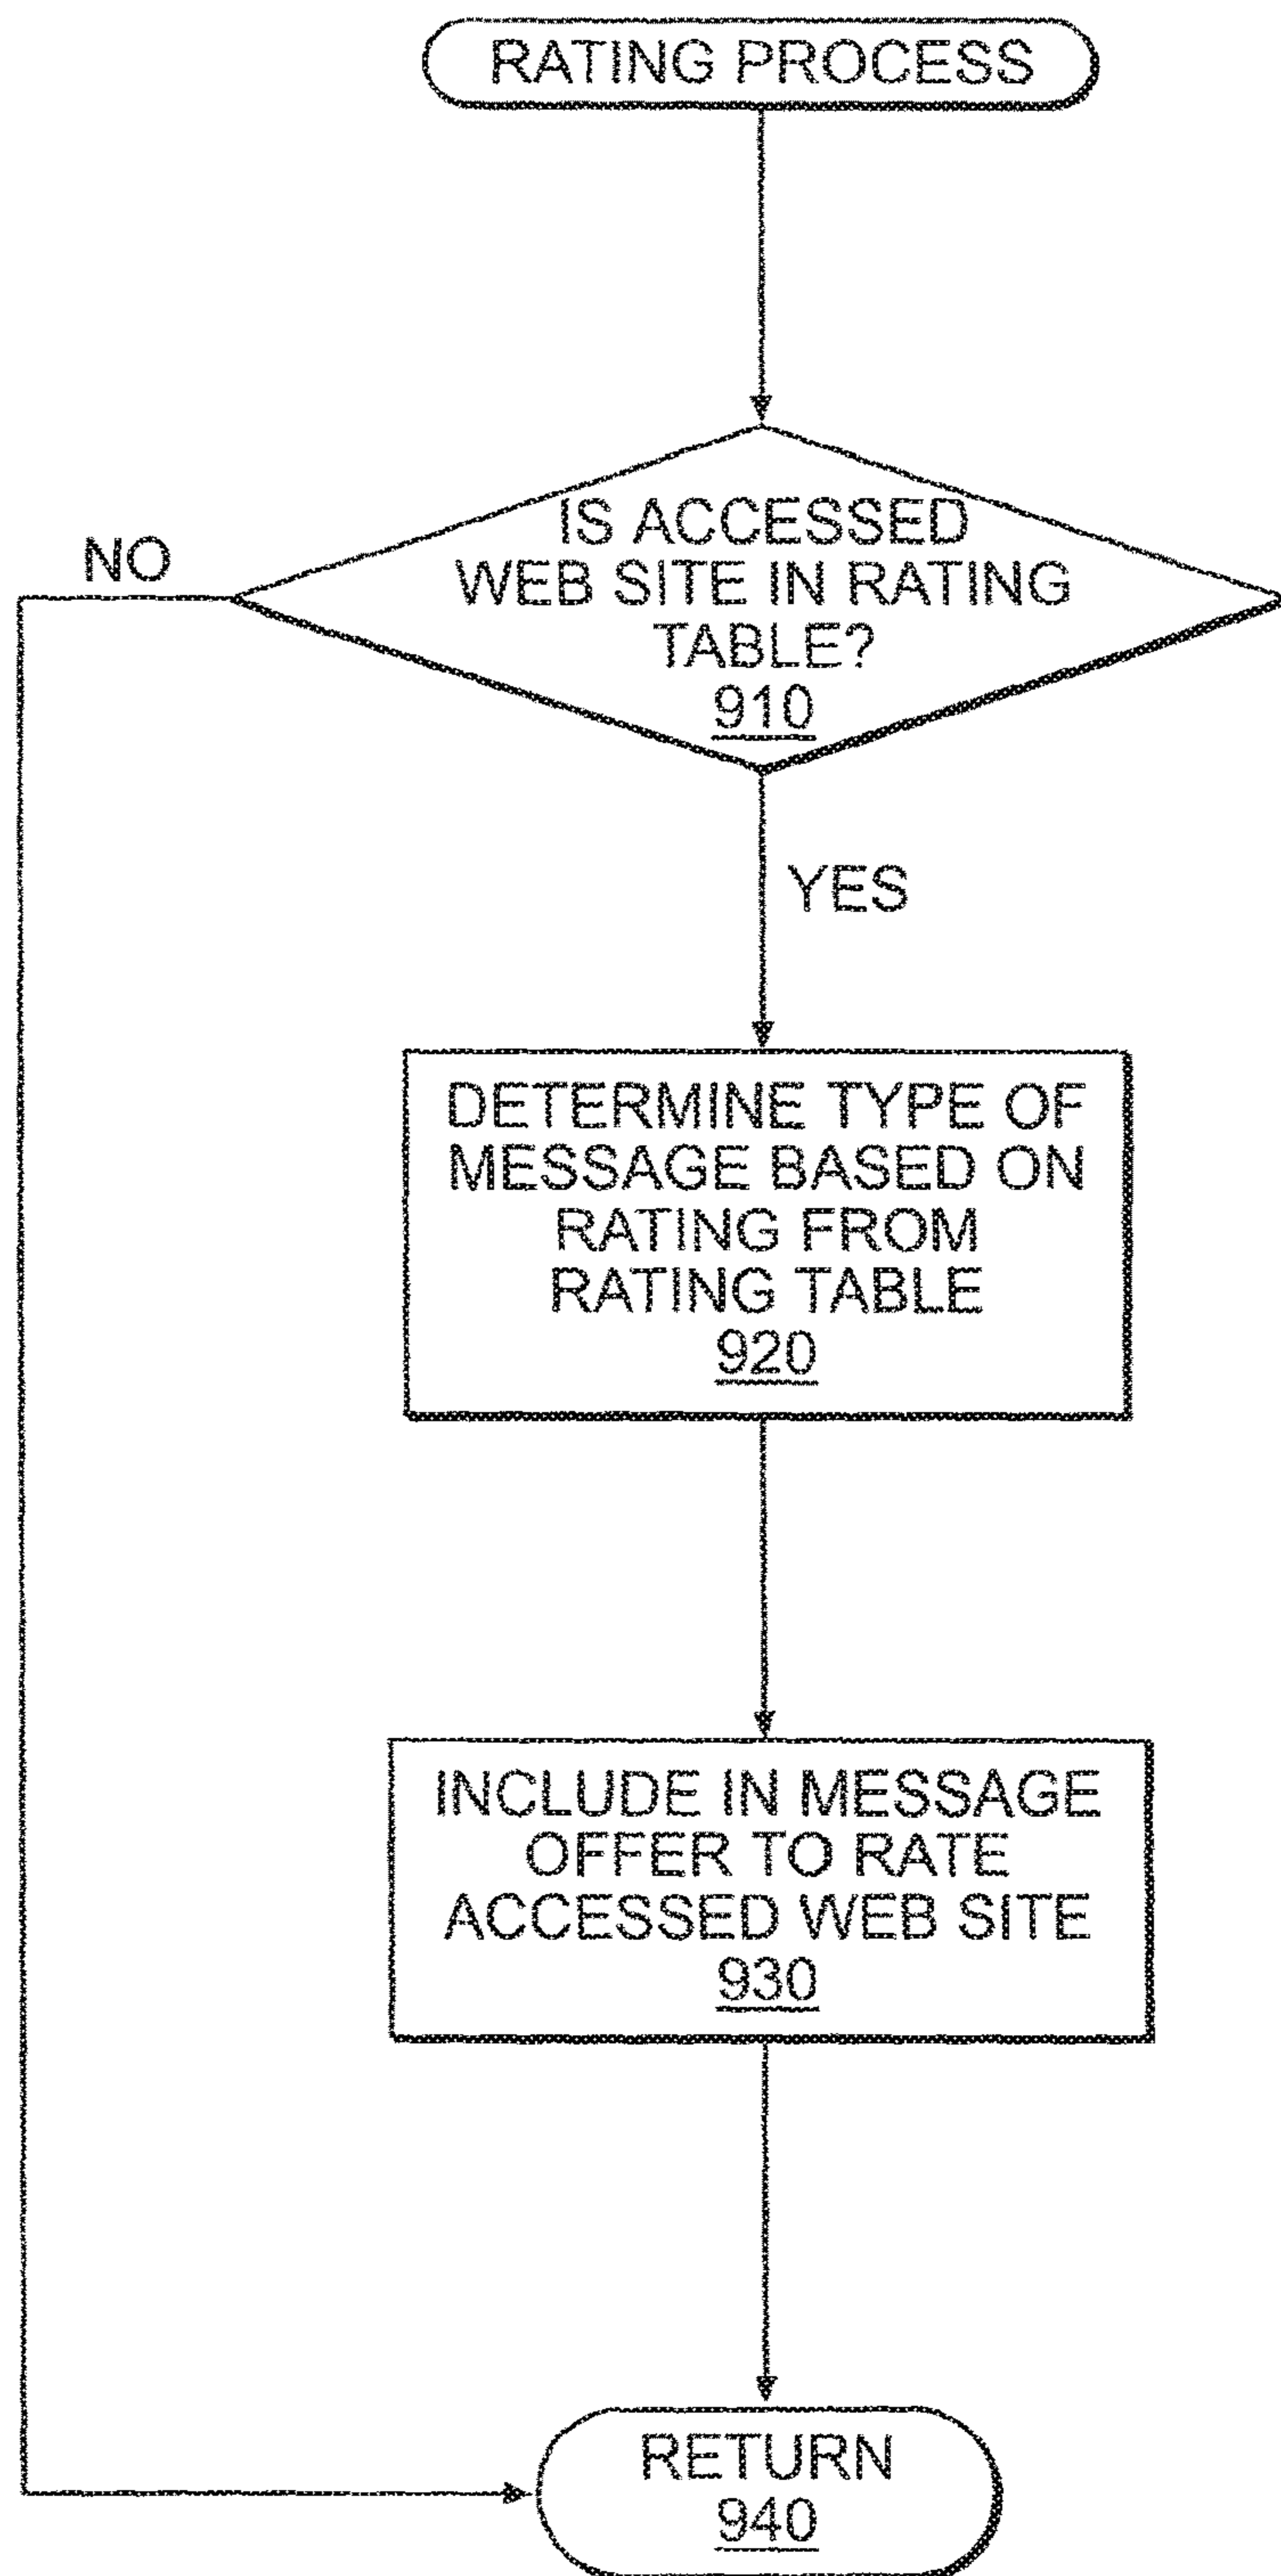 RATING PROCESS
IS ACCESSED
WEB SITE IN RATING
TABLE?
910
NO
YES
DETERMINE TYPE OF
MESSAGE BASED ON
RATING FROM
RATING TABLE
920
INCLUDE IN MESSAGE
OFFER TO RATE
ACCESSED WEB SITE
930
RETURN
940